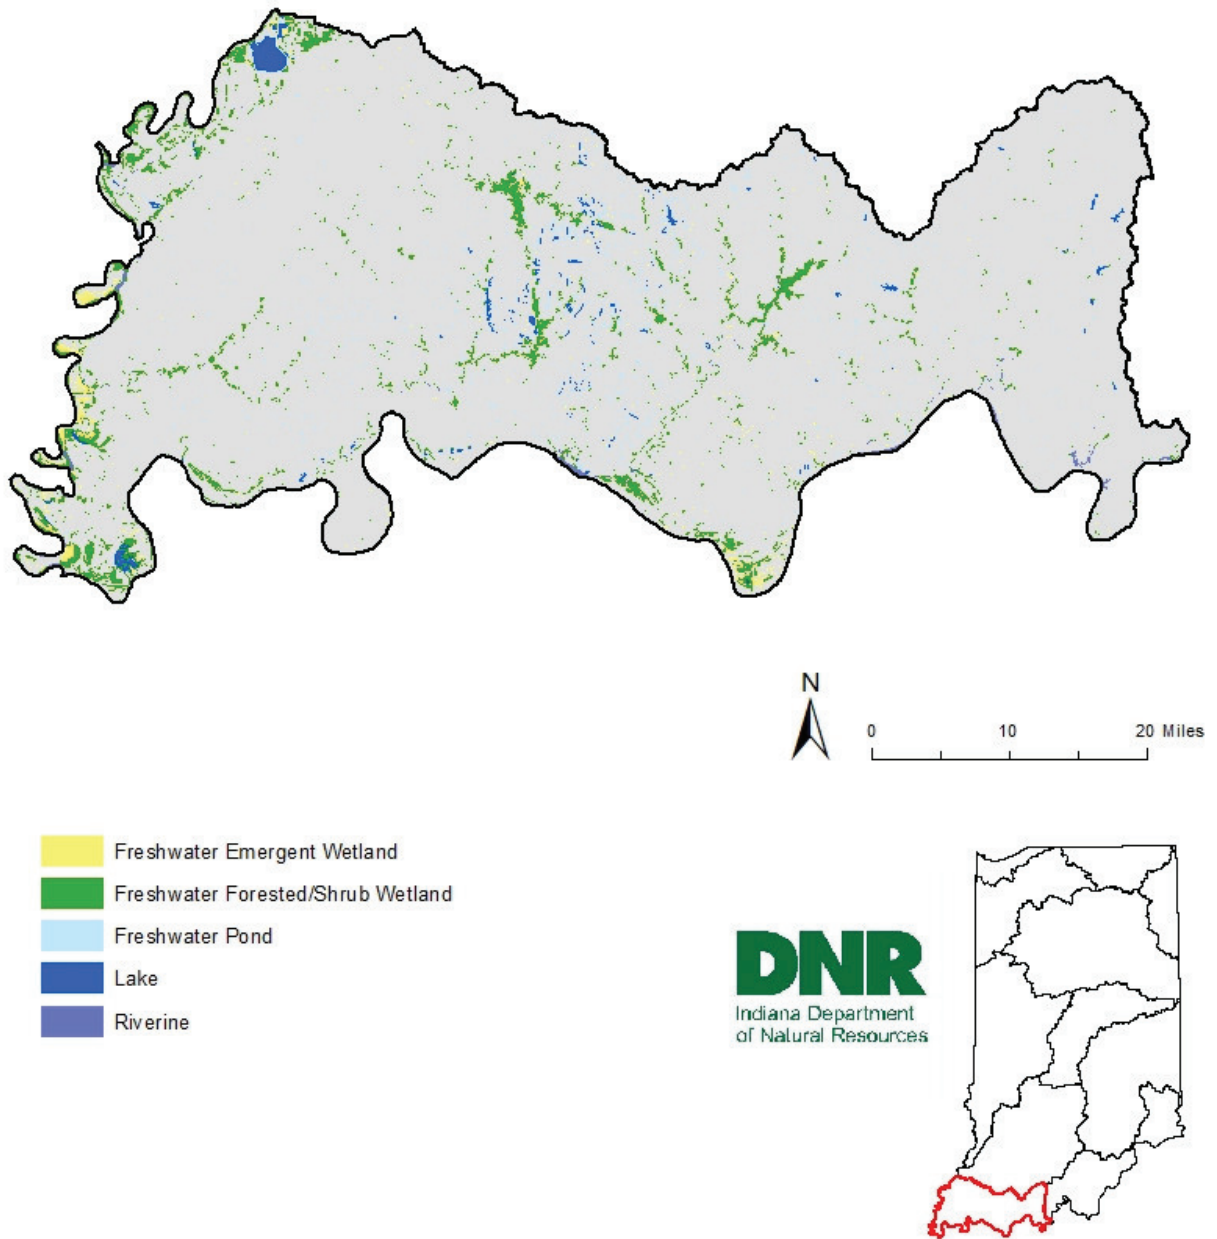 N
0 10 20 Miles
Freshwater Emergent Wetland
Freshwater Forested/Shrub Wetland
Freshwater Pond
Lake
Riverine
DNR
Indiana Department
of Natural Resources